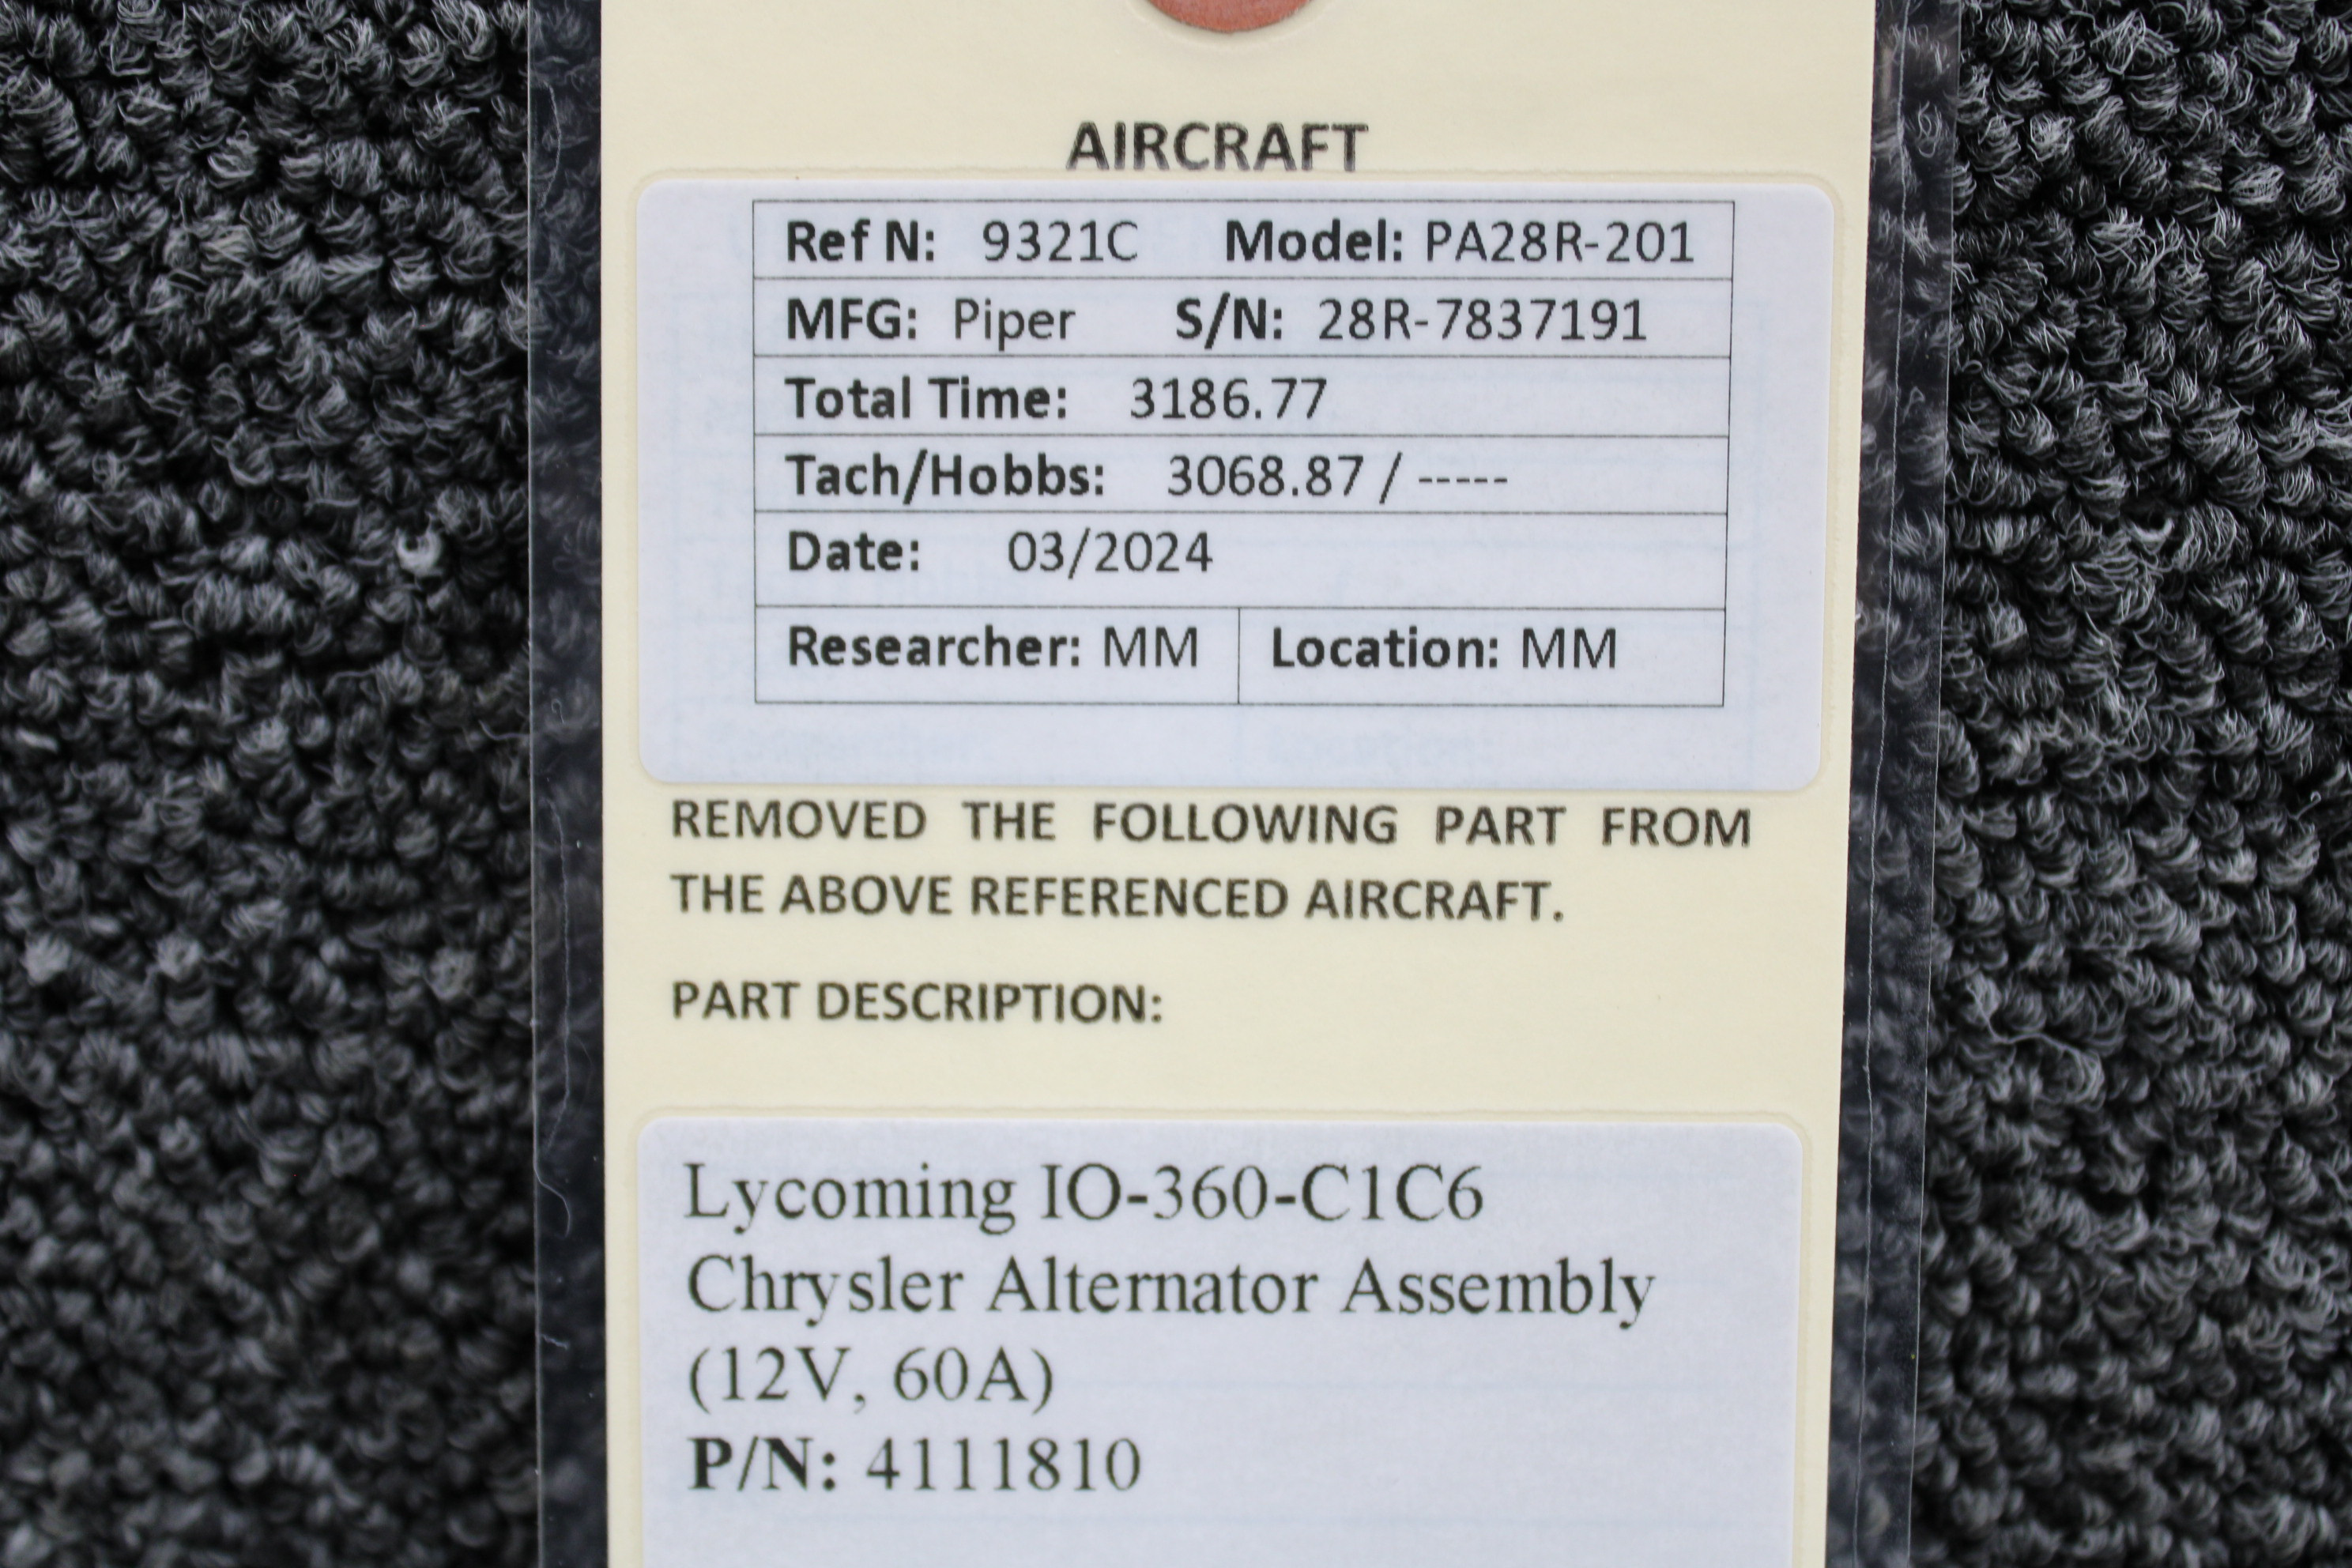 AIRCRAFT
Ref N: 9321C Model: PA28R-201
MFG: Piper S/N: 28R-7837191
Total Time: 3186.77
Tach/Hobbs: 3068.87 / -----
Date: 03/2024
Researcher: MM Location: MM
REMOVED THE FOLLOWING PART FROM
THE ABOVE REFERENCED AIRCRAFT.
PART DESCRIPTION:
Lycoming IO-360-C1C6
Chrysler Alternator Assembly
(12V, 60A)
P/N: 4111810